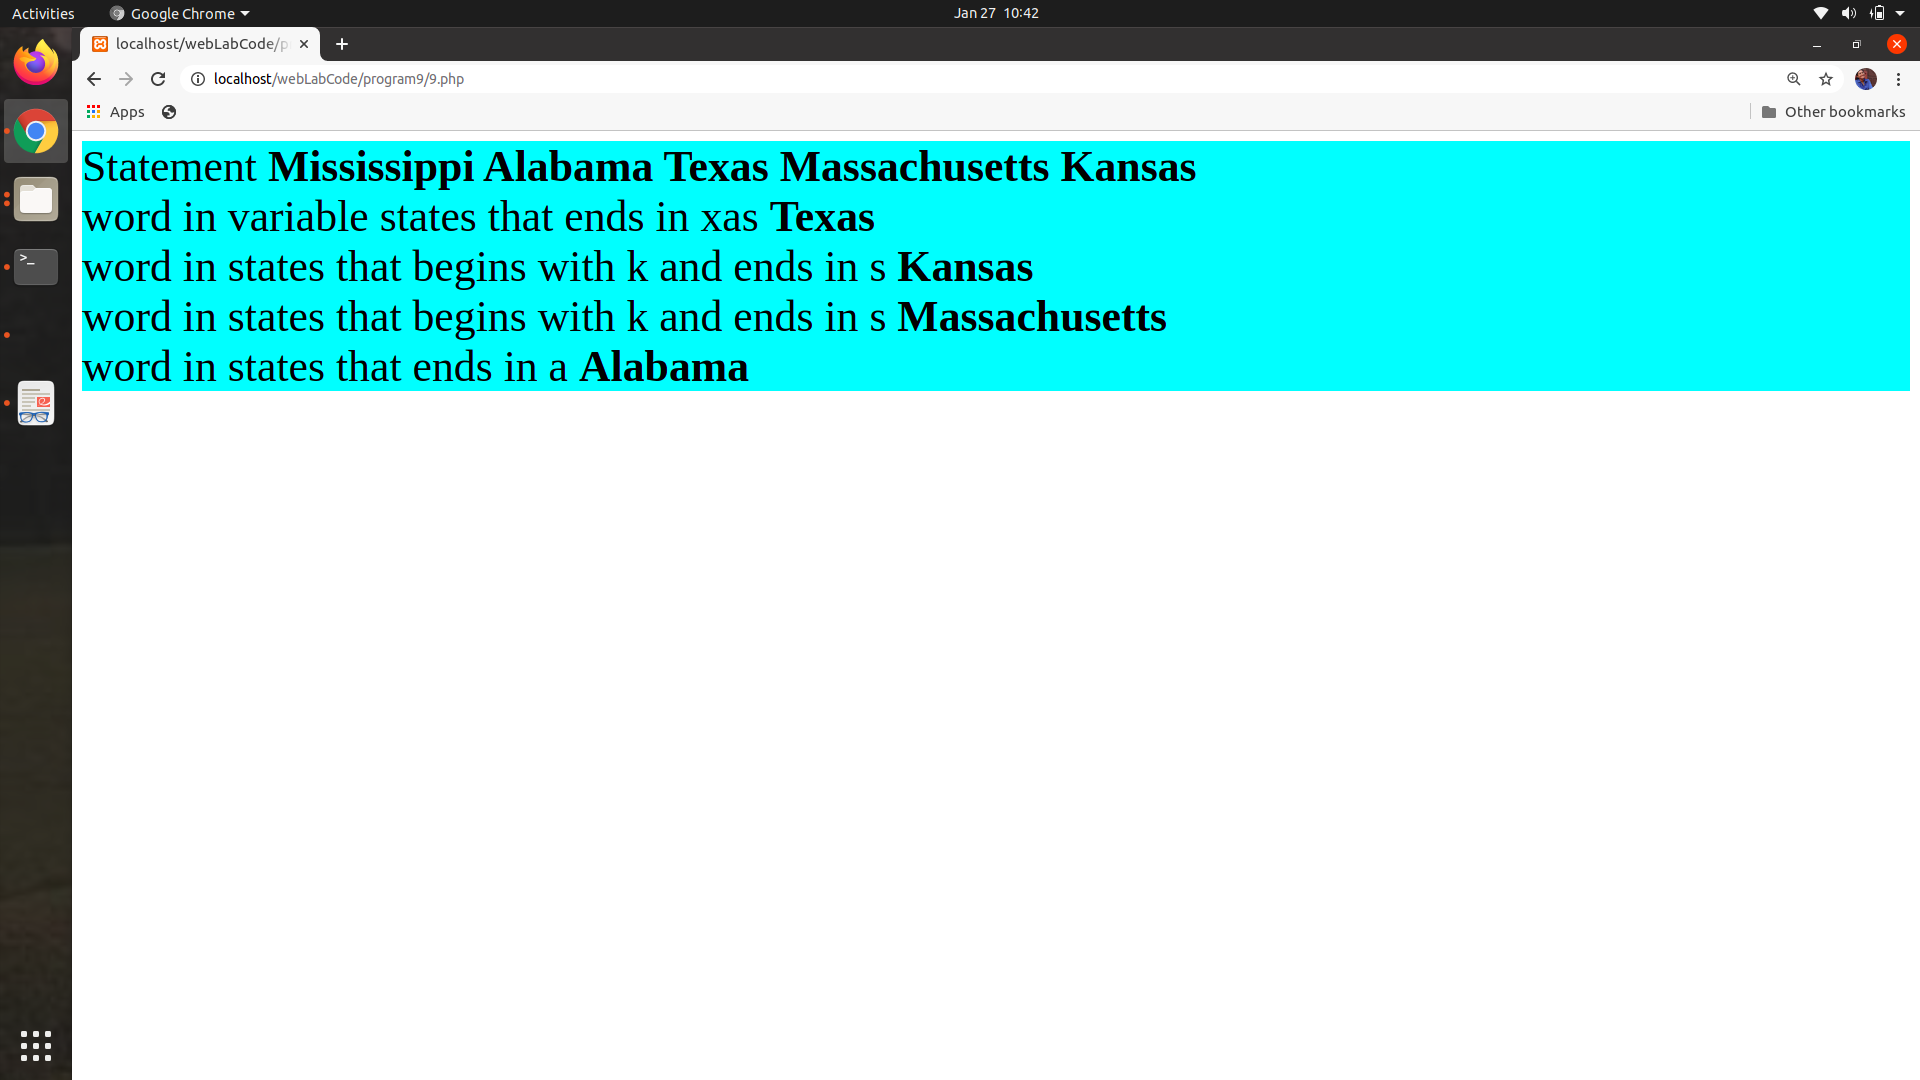 Activities
Google Chrome
Jan 27 10:42
localhost/webLabCode/p
localhost/webLabCode/program9/9.php
Apps
Other bookmarks
Statement Mississippi Alabama Texas Massachusetts Kansas
word in variable states that ends in xas Texas
word in states that begins with k and ends in s Kansas
word in states that begins with k and ends in s Massachusetts
word in states that ends in a Alabama
>_